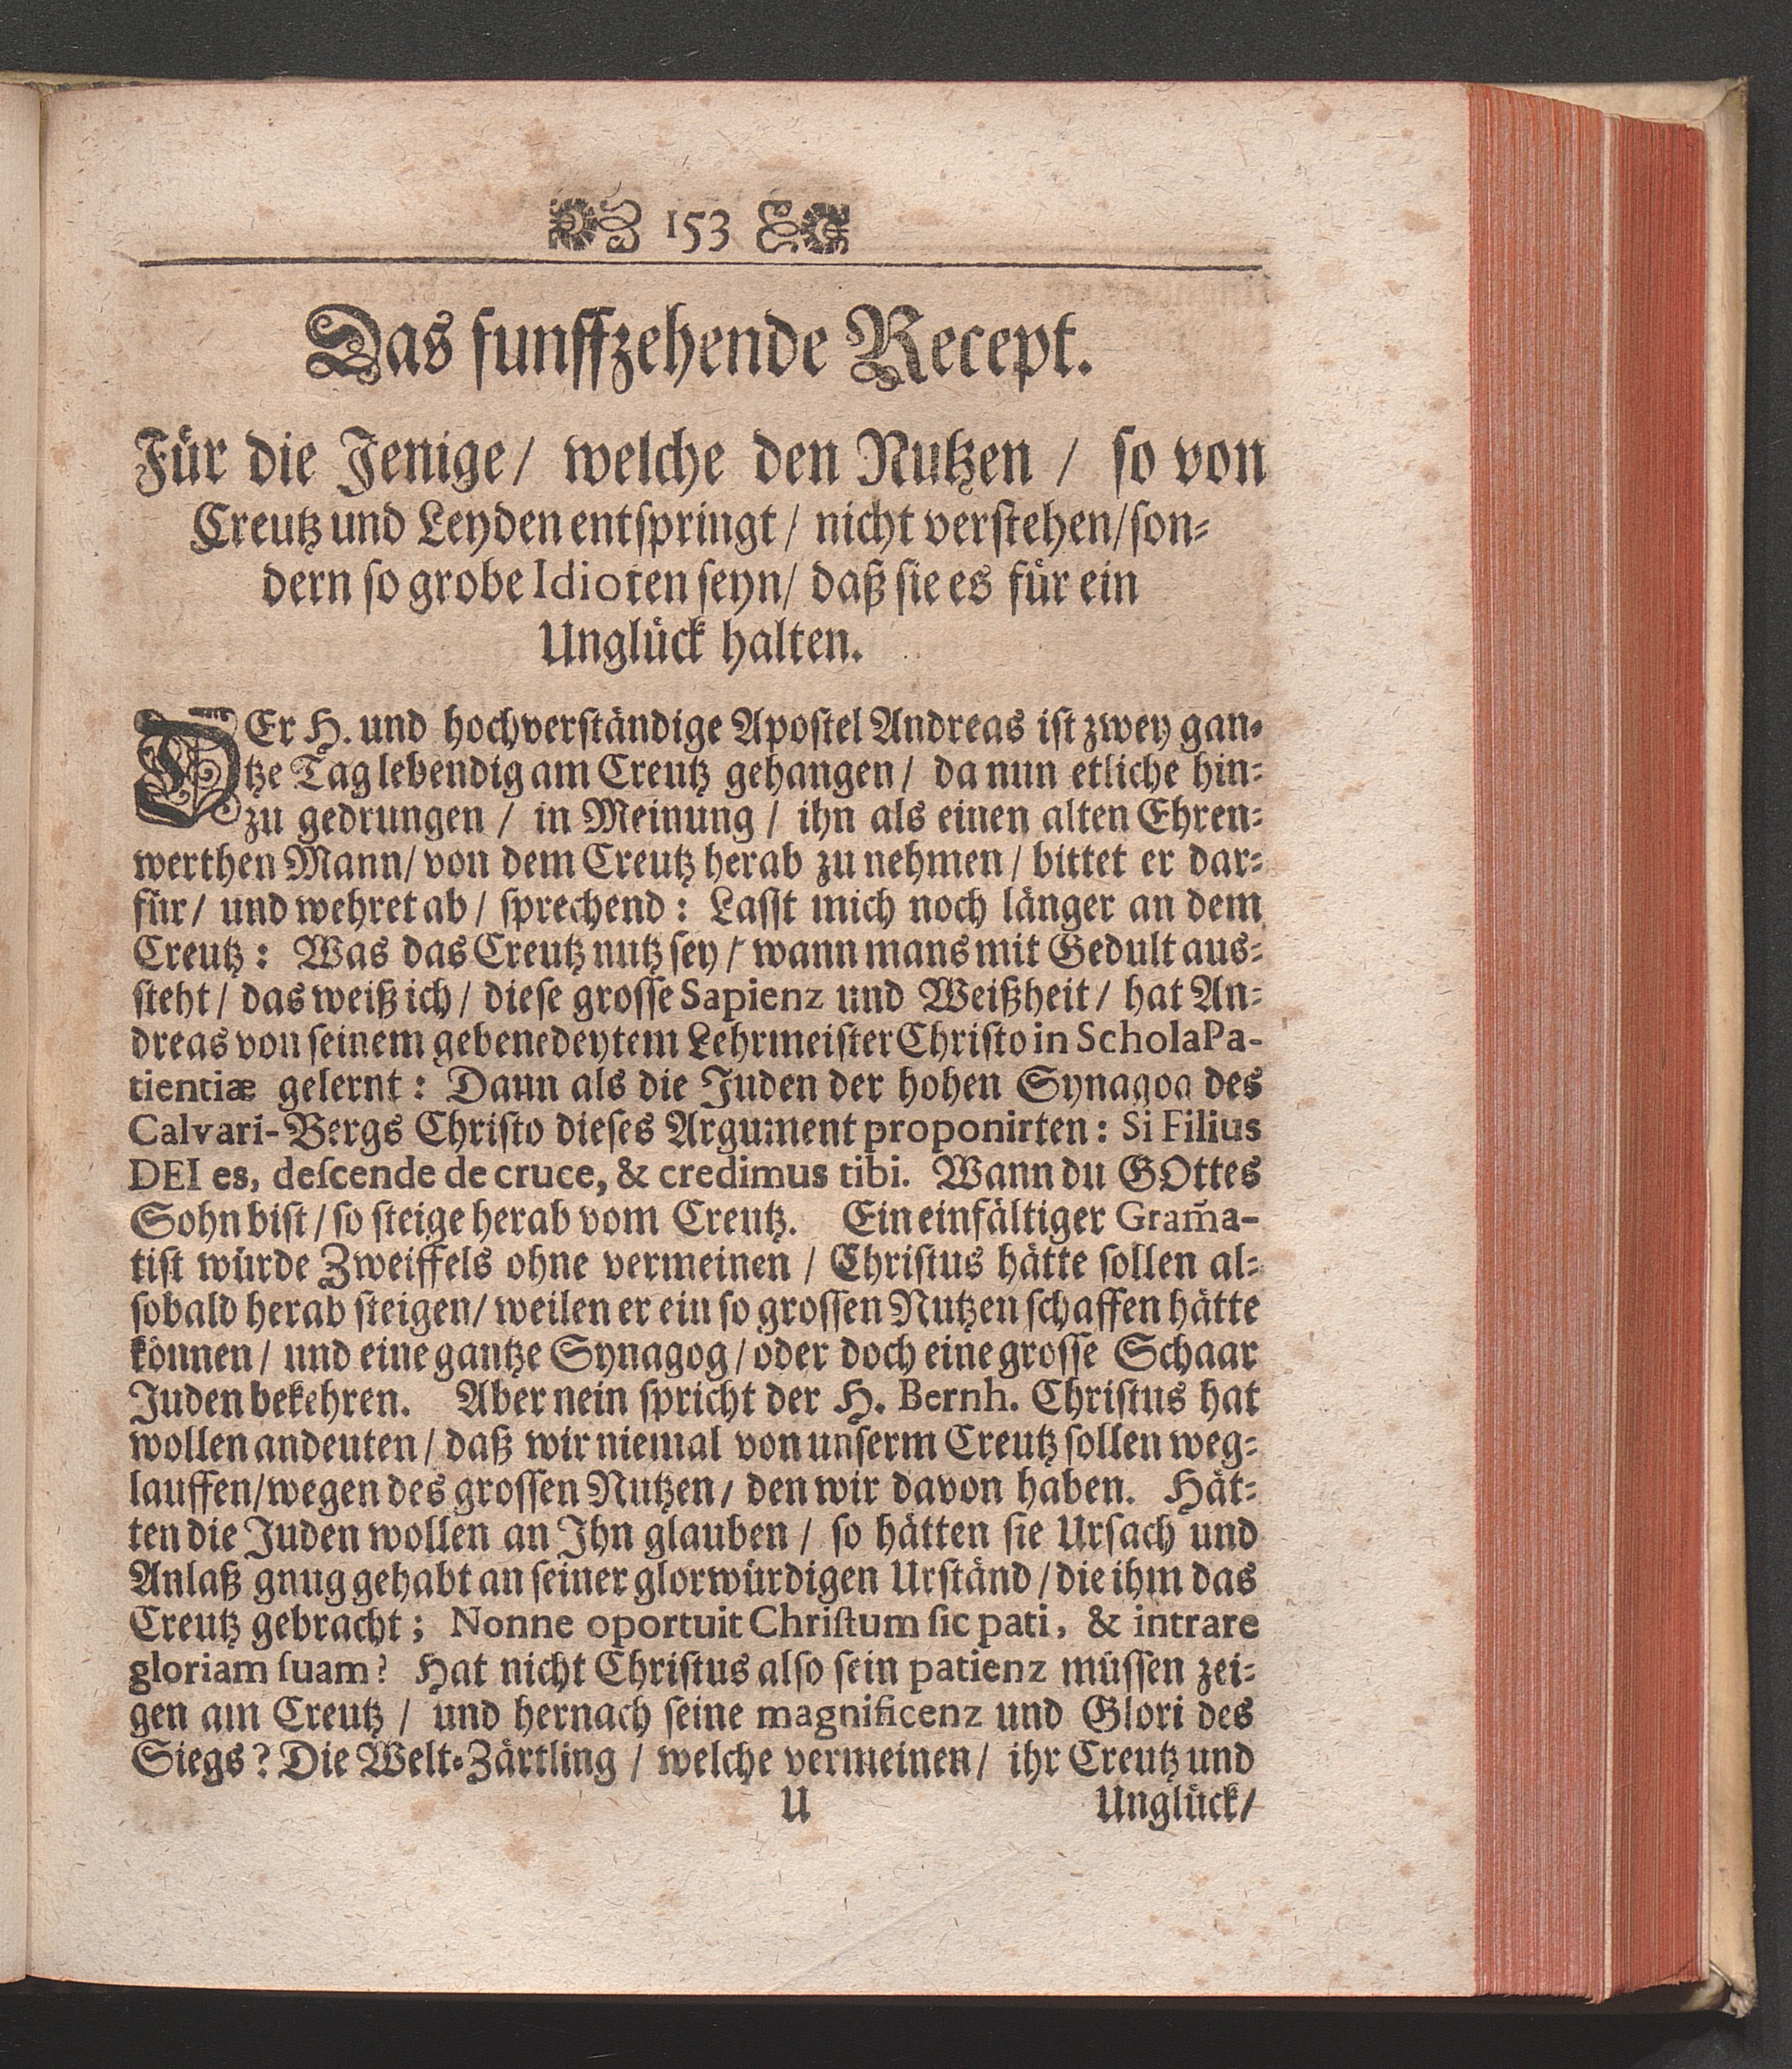 153
Das funffzehende Recept.
Für die Jenige/ welche den Nutzen / so von
Creutz und Leyden entspringt / nicht verstehen/son-
dern so grobe Idioten seyn/ daß sie es für ein
Unglück halten.
DEr H. und hochverständige Apostel Andreas ist zwey gan-
tze Tag lebendig am Creutz gehangen / da nun etliche hin-
zu gedrungen / in Meinung / ihn als einen alten Ehren-
werthen Mann/ von dem Creutz herab zu nehmen / bittet er dar-
für / und wehret ab / sprechend : Lasst mich noch länger an dem
Creutz : Was das Creutz nutz sey / wann mans mit Gedult aus-
steht / das weiß ich / diese grosse Sapienz und Weißheit / hat An-
dreas von seinem gebenedeytem Lehrmeister Christo in Schola Pa-
tientiæ gelernt : Dann als die Juden der hohen Synagog des
Calvari-Bergs Christo dieses Argument proponirten : Si Filius
DEI es, deſcende de cruce, & credimus tibi. Wann du GOttes
Sohn bist / so steige herab vom Creutz. Ein einfältiger Gram̃a-
tist würde Zweiffels ohne vermeinen / Christus hätte sollen al-
sobald herab steigen/ weilen er ein so grossen Nutzen schaffen hätte
können / und eine gantze Synagog / oder doch eine grosse Schaar
Juden bekehren. Aber nein spricht der H. Bernh. Christus hat
wollen andeuten / daß wir niemal von unserm Creutz sollen weg-
lauffen/wegen des grossen Nutzen / den wir davon haben. Hät-
ten die Juden wollen an Ihn glauben / so hätten sie Ursach und
Anlaß gnug gehabt an seiner glorwürdigen Urständ / die ihm das
Creutz gebracht ; Nonne oportuit Chriſtum ſic pati, & intrare
gloriam ſuam? Hat nicht Christus also sein patienz müssen zei-
gen am Creutz / und hernach seine magnificenz und Glori des
Siegs ? Die Welt-Zärtling / welche vermeinen / ihr Creutz und
U Unglück/